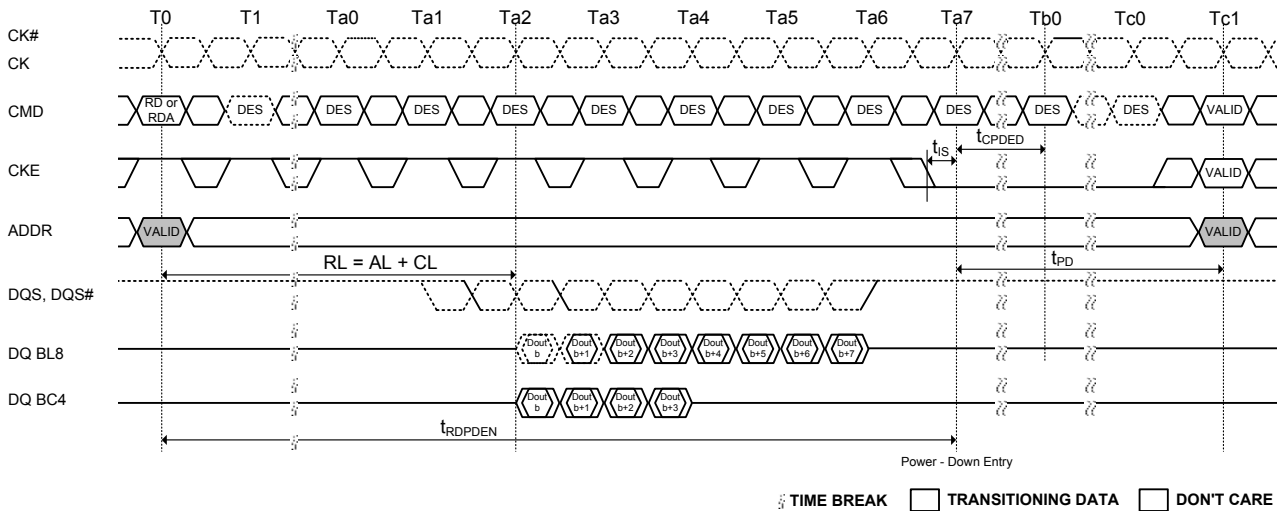 T0 T1 Ta0 Ta1 Ta2 Ta3 Ta4 Ta5 Ta6 Ta7 Tb0 Tc0 Tc1
CK#
CK
CMD RD or RDA DES DES DES DES DES DES DES DES DES DES DES VALID
tIS tCPDED
CKE VALID
ADDR VALID VALID
RL = AL + CL tPD
DQS, DQS#
DQ BL8 Dout b Dout b+1 Dout b+2 Dout b+3 Dout b+4 Dout b+5 Dout b+6 Dout b+7
DQ BC4 Dout b Dout b+1 Dout b+2 Dout b+3
tRDPDEN
Power - Down Entry
TIME BREAK TRANSITIONING DATA DON'T CARE